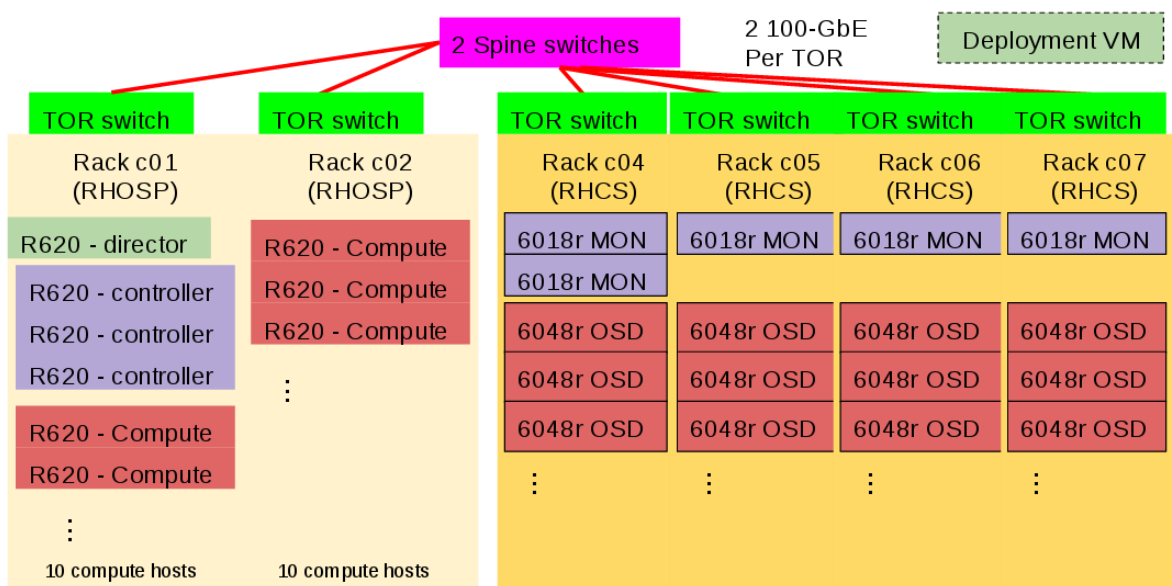 2 Spine switches
2 100-GbE
Per TOR
Deployment VM
TOR switch
Rack c01
(RHOSP)
R620 - director
R620 - controller
R620 - controller
R620 - controller
R620 - Compute
R620 - Compute
⋮
10 compute hosts
TOR switch
Rack c02
(RHOSP)
R620 - Compute
R620 - Compute
R620 - Compute
⋮
10 compute hosts
TOR switch
Rack c04
(RHCS)
6018r MON
6018r MON
6048r OSD
6048r OSD
6048r OSD
⋮
TOR switch
Rack c05
(RHCS)
6018r MON
6048r OSD
6048r OSD
6048r OSD
⋮
TOR switch
Rack c06
(RHCS)
6018r MON
6048r OSD
6048r OSD
6048r OSD
⋮
TOR switch
Rack c07
(RHCS)
6018r MON
6048r OSD
6048r OSD
6048r OSD
⋮